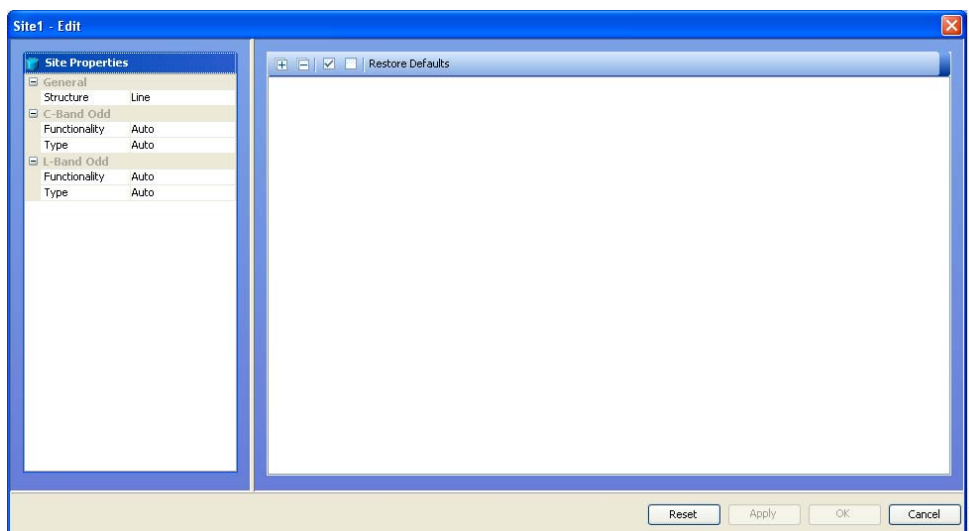 Site1 - Edit
Site Properties
General
Structure Line
C-Band Odd
Functionality Auto
Type Auto
L-Band Odd
Functionality Auto
Type Auto
Restore Defaults
Reset Apply OK Cancel